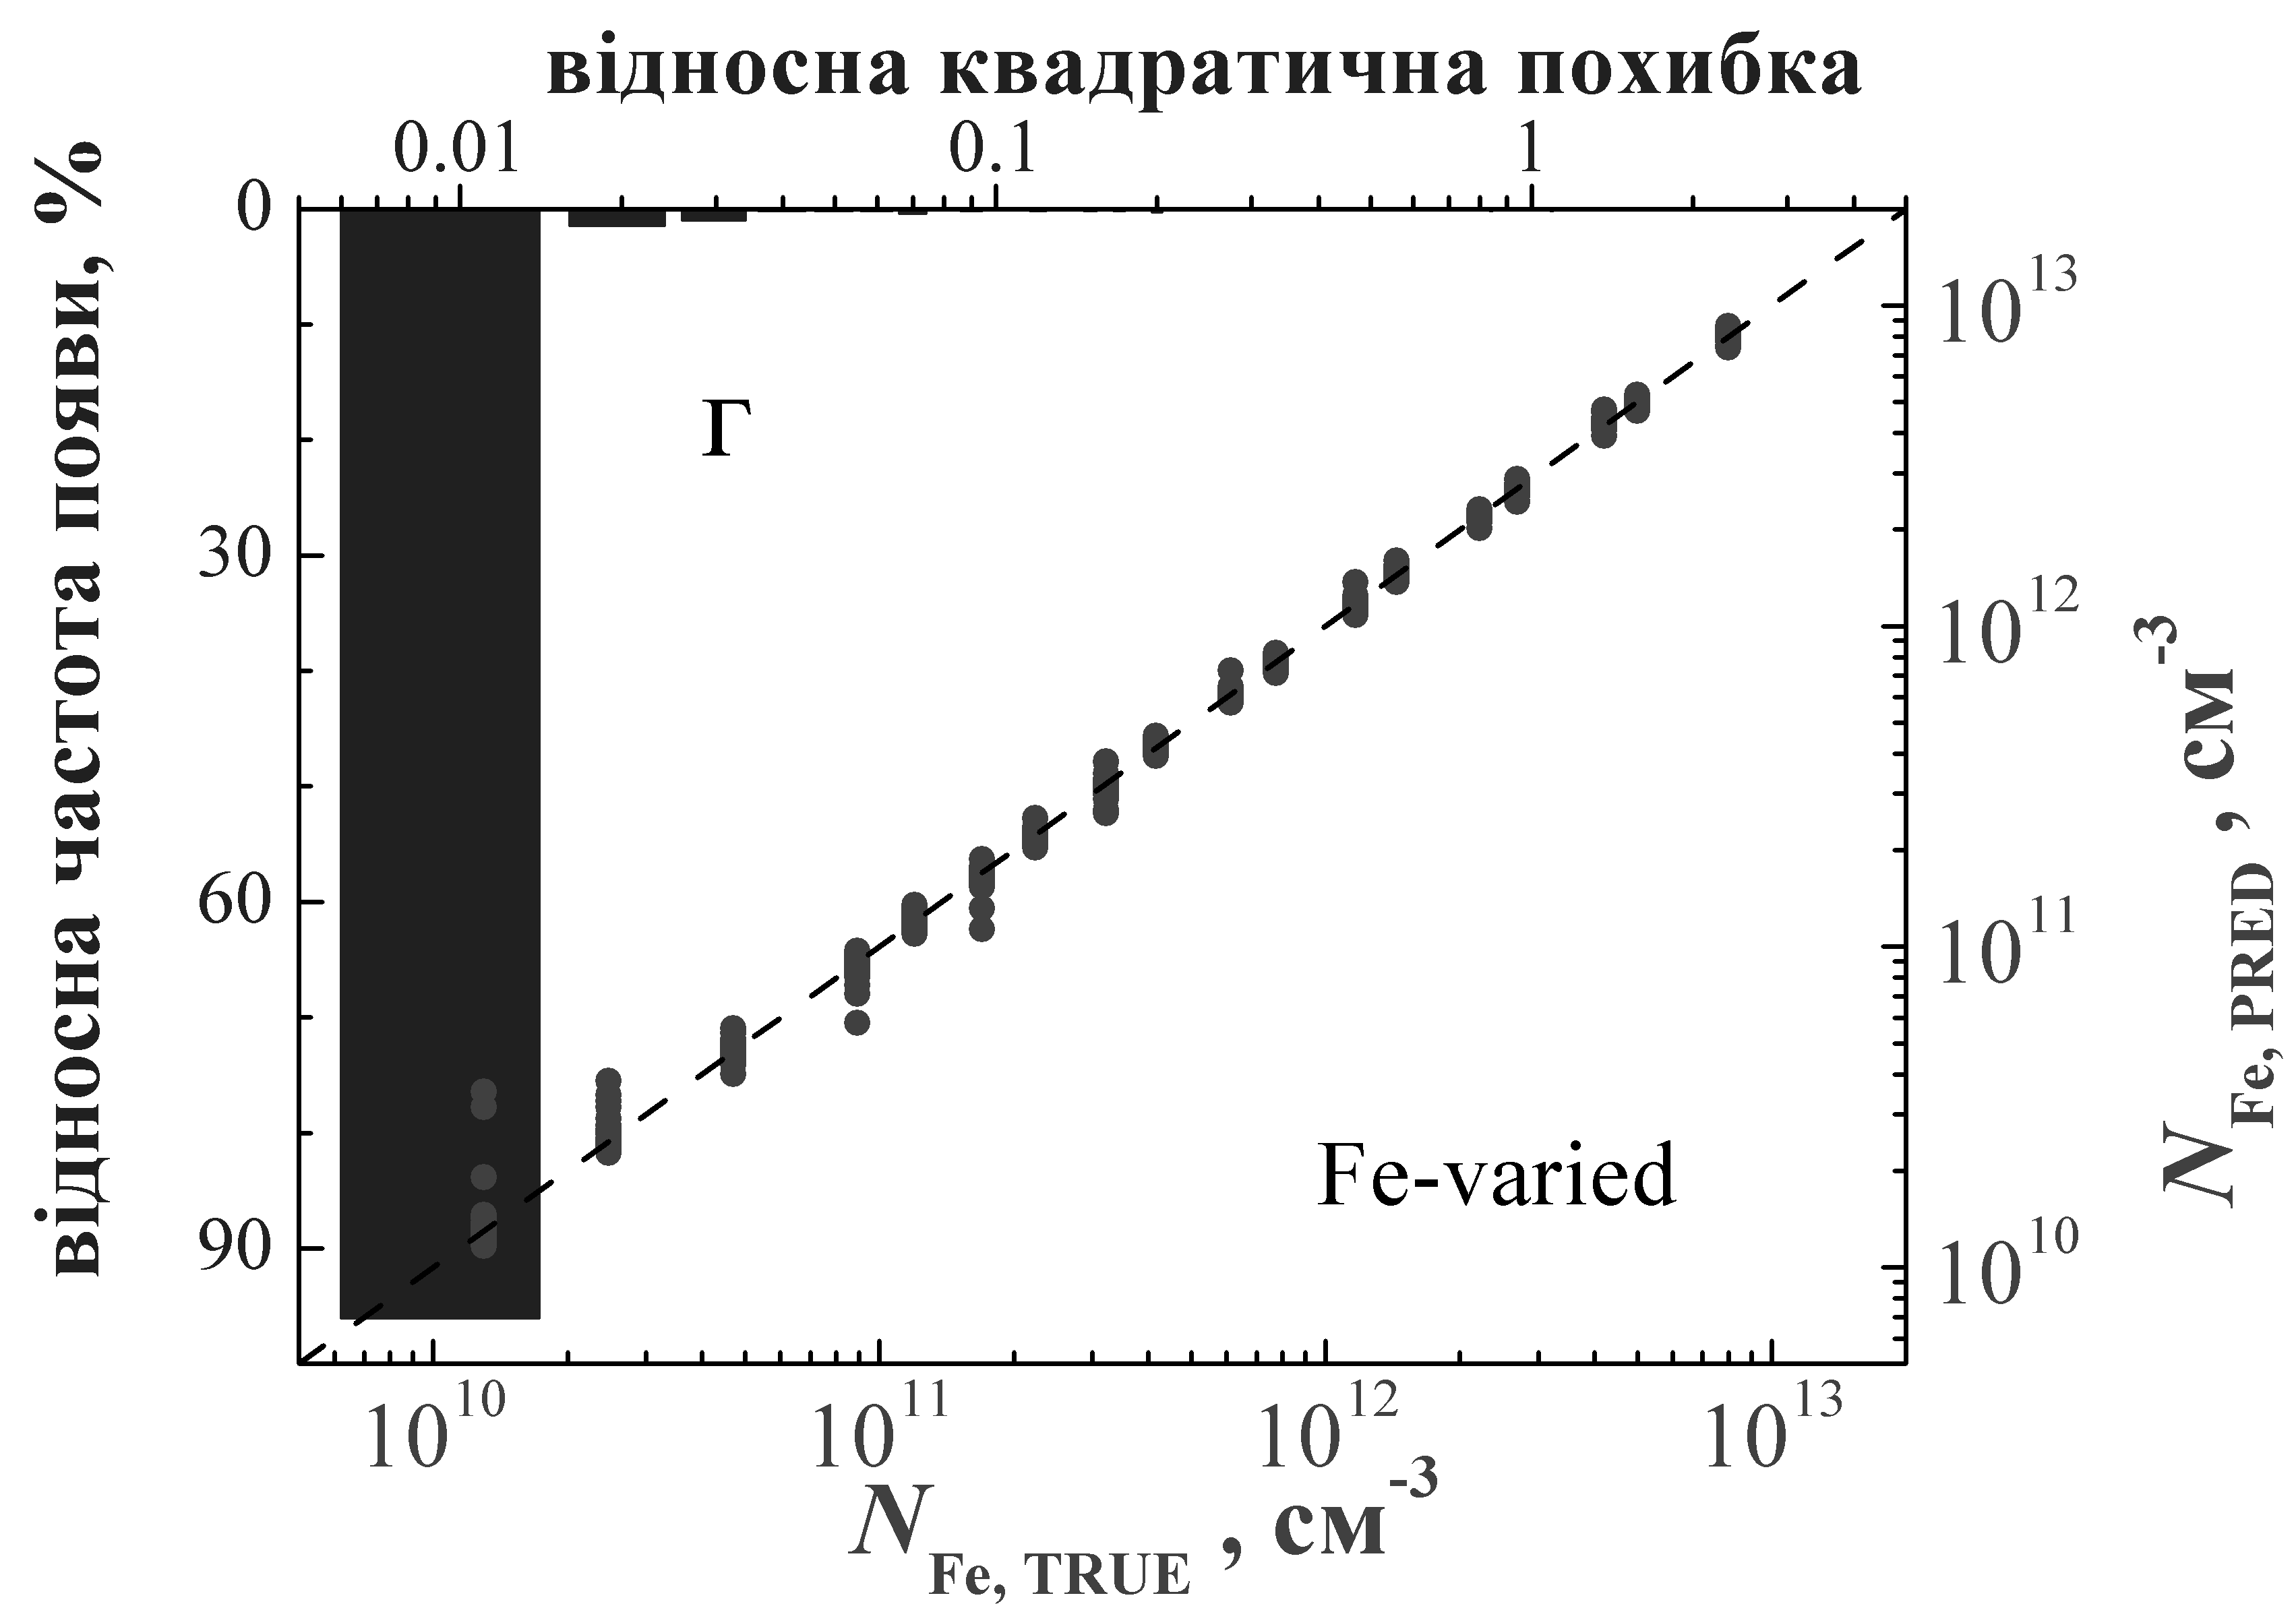 відносна квадратична похибка
0.01 0.1 1
відносна частота появи, %
0
30
60
90
Г
Fe-varied
10^13
10^12
10^11
10^10
N Fe, PRED , см^-3
10^10 10^11 10^12 10^13
N Fe, TRUE , см^-3